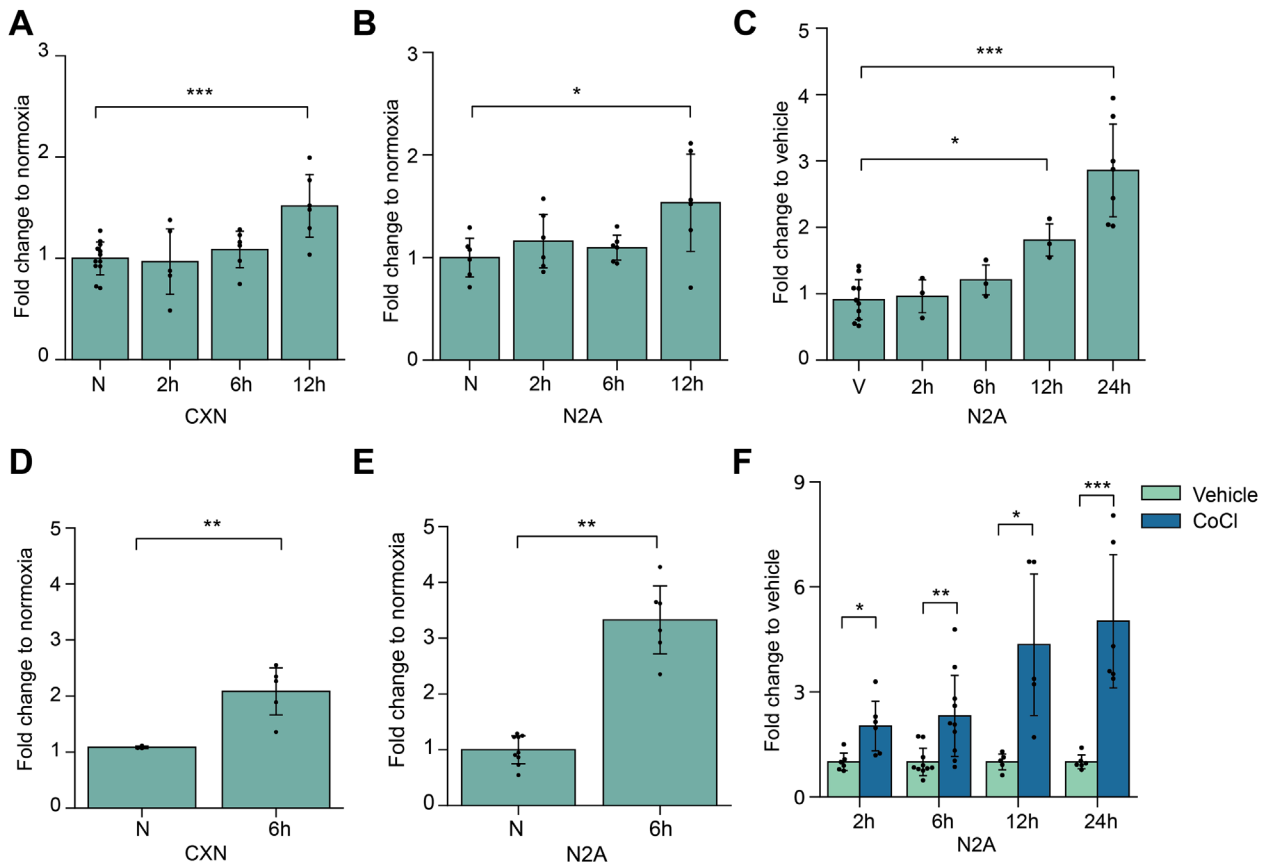 A
Fold change to normoxia
3
2
1
0
***
N 2h 6h 12h
CXN
B
Fold change to normoxia
3
2
1
0
*
N 2h 6h 12h
N2A
C
Fold change to vehicle
5
4
3
2
1
0
***
*
V 2h 6h 12h 24h
N2A
D
Fold change to normoxia
5
4
3
2
1
0
**
N 6h
CXN
E
Fold change to normoxia
5
4
3
2
1
0
**
N 6h
N2A
F
Fold change to vehicle
9
6
3
0
*
**
*
***
2h 6h 12h 24h
N2A
Vehicle
CoCl